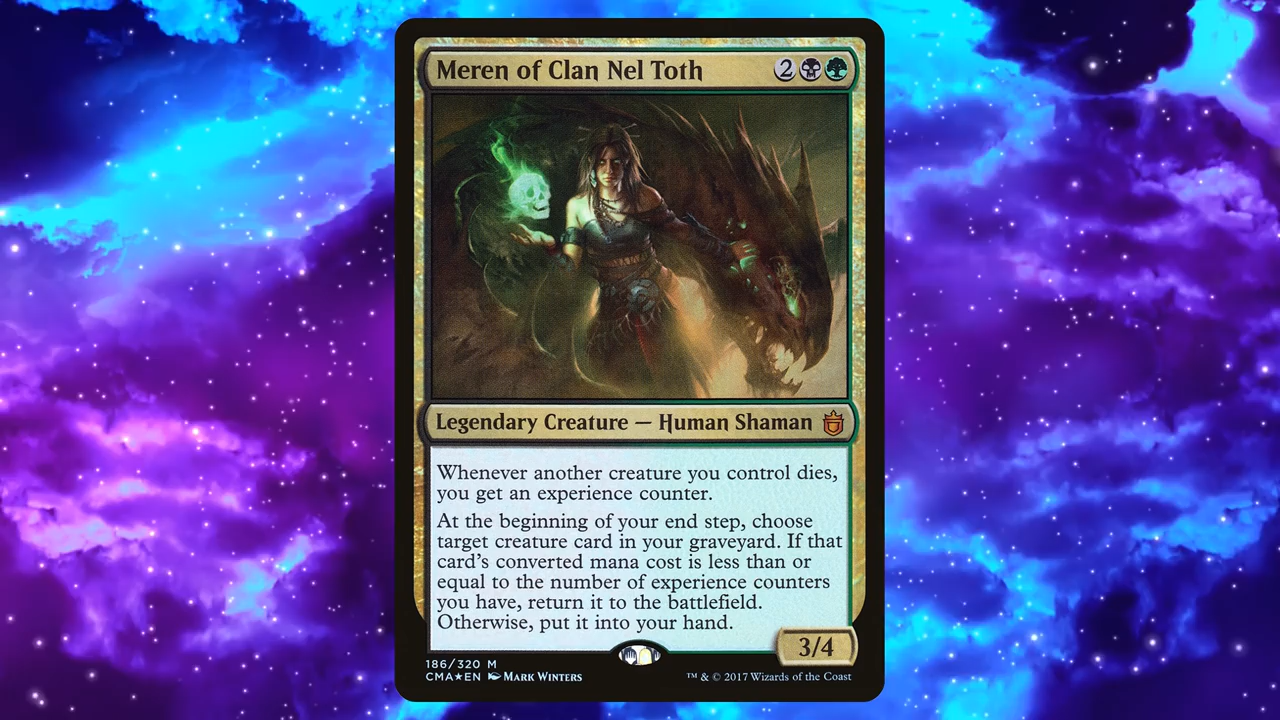 Meren of Clan Nel Toth
2
Legendary Creature — Human Shaman
Whenever another creature you control dies,
you get an experience counter.
At the beginning of your end step, choose
target creature card in your graveyard. If that
card's converted mana cost is less than or
equal to the number of experience counters
you have, return it to the battlefield.
Otherwise, put it into your hand.
3/4
186/320 M
CMA★EN Mark Winters
™ & © 2017 Wizards of the Coast